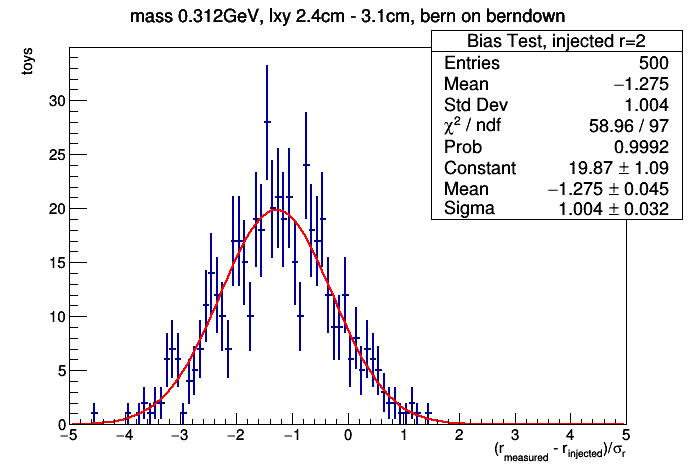 mass 0.312GeV, lxy 2.4cm - 3.1cm, bern on berndown
Bias Test, injected r=2
Entries 500
Mean −1.275
Std Dev 1.004
χ² / ndf 58.96 / 97
Prob 0.9992
Constant 19.87 ± 1.09
Mean −1.275 ± 0.045
Sigma 1.004 ± 0.032
toys
30
25
20
15
10
5
0
−5 −4 −3 −2 −1 0 1 2 3 4 5
(r_measured - r_injected)/σ_r